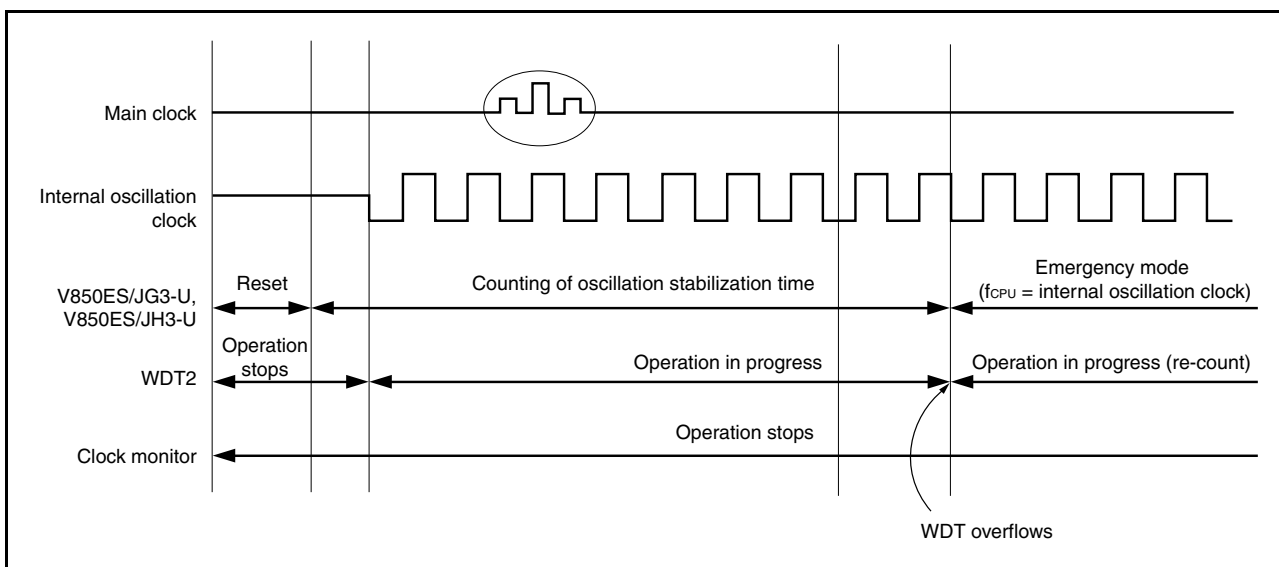 Main clock
Internal oscillation
clock
V850ES/JG3-U,
V850ES/JH3-U
Reset
Counting of oscillation stabilization time
Emergency mode
(fCPU = internal oscillation clock)
WDT2
Operation
stops
Operation in progress
Operation in progress (re-count)
Clock monitor
Operation stops
WDT overflows